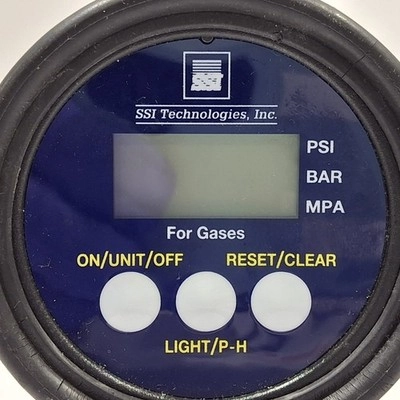 SSI Technologies, Inc.
PSI
BAR
MPA
For Gases
ON/UNIT/OFF RESET/CLEAR
LIGHT/P-H